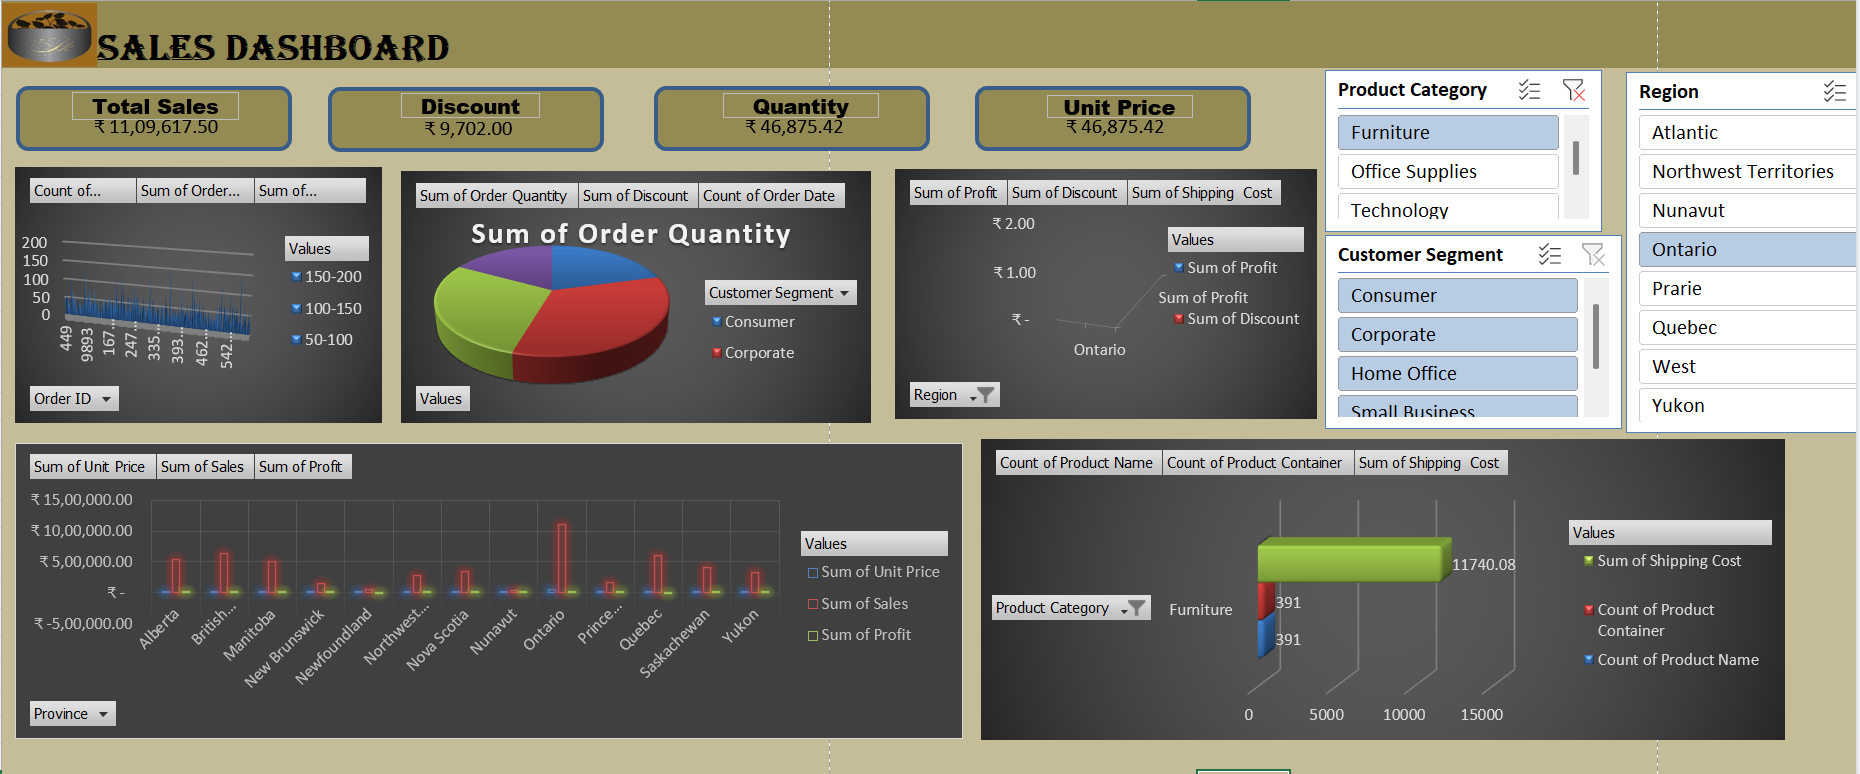 SALES DASHBOARD
Total Sales
₹ 11,09,617.50
Discount
₹ 9,702.00
Quantity
₹ 46,875.42
Unit Price
₹ 46,875.42
Product Category
Furniture
Office Supplies
Technology
Region
Atlantic
Northwest Territories
Nunavut
Ontario
Prarie
Quebec
West
Yukon
Customer Segment
Consumer
Corporate
Home Office
Small Business
Count of... Sum of Order... Sum of...
200
150
100
50
0
449 9893 167... 247... 335... 393... 462... 542...
Values
150-200
100-150
50-100
Order ID
Sum of Order Quantity Sum of Discount Count of Order Date
Sum of Order Quantity
Customer Segment
Consumer
Corporate
Values
Sum of Profit Sum of Discount Sum of Shipping Cost
₹ 2.00
₹ 1.00
₹ -
Ontario
Values
Sum of Profit
Sum of Profit
Sum of Discount
Region
Sum of Unit Price Sum of Sales Sum of Profit
₹ 15,00,000.00
₹ 10,00,000.00
₹ 5,00,000.00
₹ -
₹ -5,00,000.00
Alberta British... Manitoba New Brunswick Newfoundland Northwest... Nova Scotia Nunavut Ontario Prince... Quebec Saskachewan Yukon
Values
Sum of Unit Price
Sum of Sales
Sum of Profit
Province
Count of Product Name Count of Product Container Sum of Shipping Cost
Product Category
Furniture
11740.08
391
391
0 5000 10000 15000
Values
Sum of Shipping Cost
Count of Product
Container
Count of Product Name